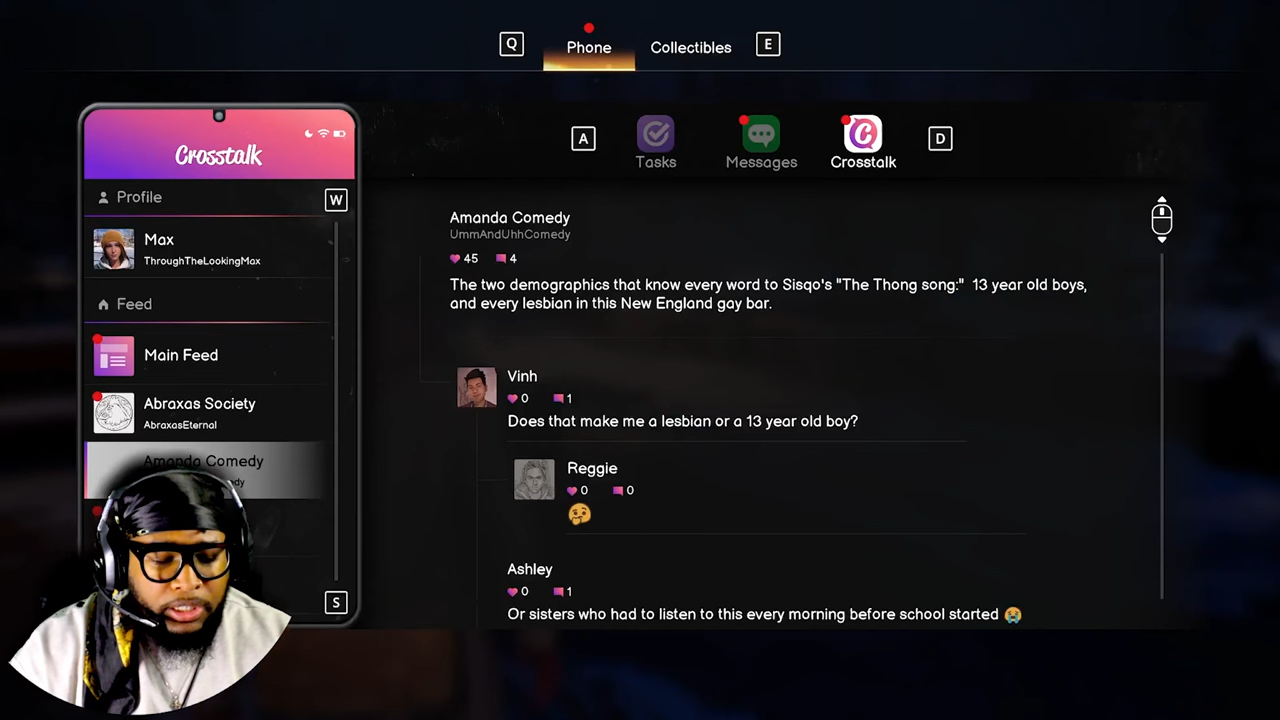 Q
Phone
Collectibles
E
Crosstalk
A
Tasks
Messages
Crosstalk
D
Profile
W
Max
ThroughTheLookingMax
Feed
Main Feed
Abraxas Society
AbraxasEternal
Amanda Comedy
S
Amanda Comedy
UmmAndUhhComedy
45 4
The two demographics that know every word to Sisqo's "The Thong song:" 13 year old boys,
and every lesbian in this New England gay bar.
Vinh
0 1
Does that make me a lesbian or a 13 year old boy?
Reggie
0 0
🤔
Ashley
0 1
Or sisters who had to listen to this every morning before school started 😭